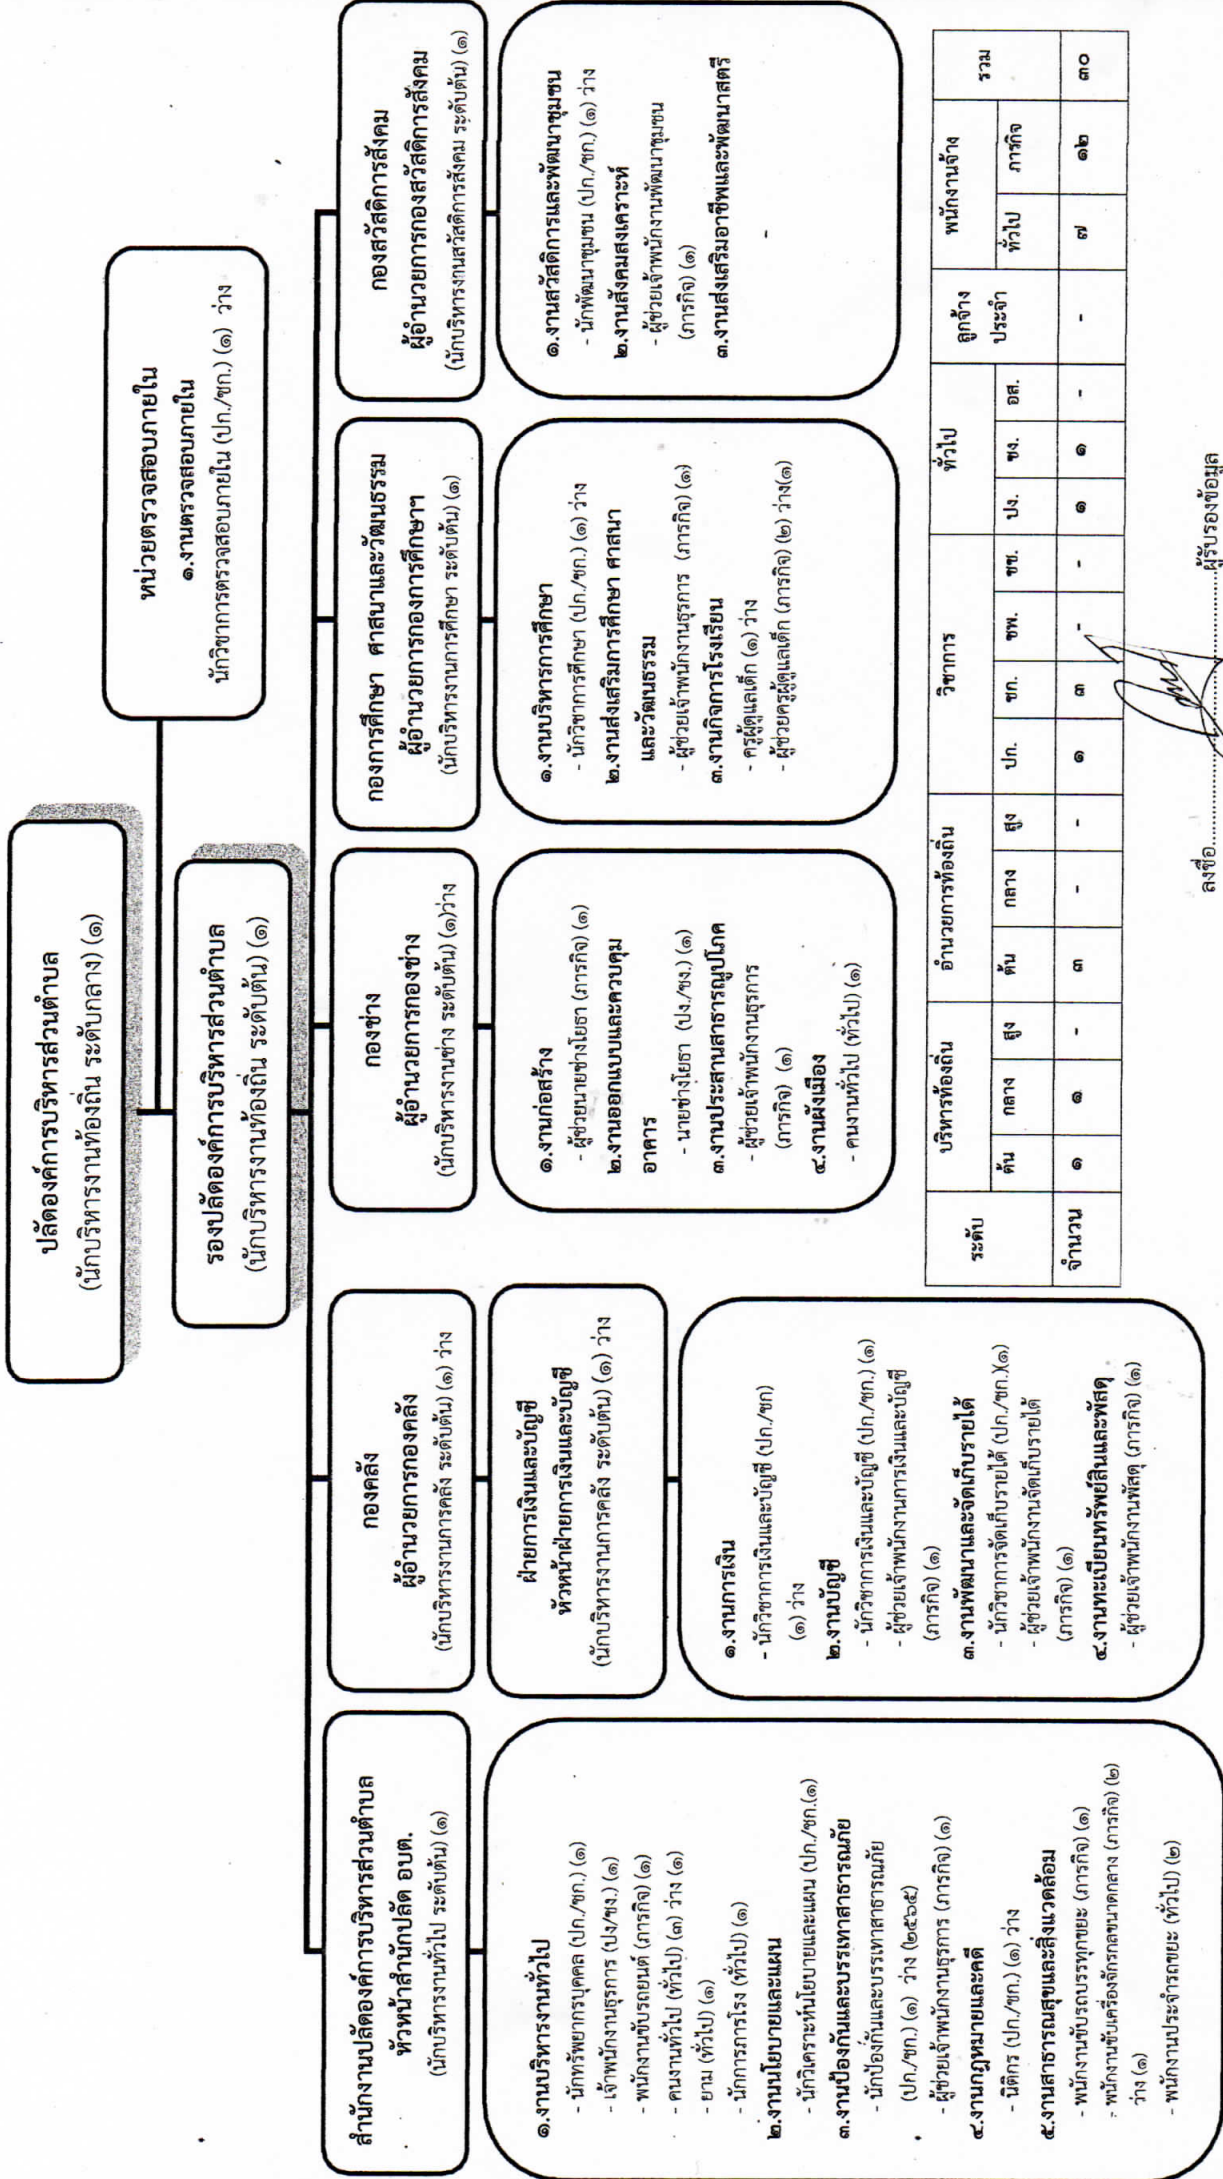 ปลัดองค์การบริหารส่วนตำบล
(นักบริหารงานท้องถิ่น ระดับกลาง) (๑)
รองปลัดองค์การบริหารส่วนตำบล
(นักบริหารงานท้องถิ่น ระดับต้น) (๑)
หน่วยตรวจสอบภายใน
๑.งานตรวจสอบภายใน
นักวิชาการตรวจสอบภายใน (ปก./ชก.) (๑) ว่าง
สำนักงานปลัดองค์การบริหารส่วนตำบล
หัวหน้าสำนักปลัด อบต.
(นักบริหารงานทั่วไป ระดับต้น) (๑)
๑.งานบริหารงานทั่วไป
- นักทรัพยากรบุคคล (ปก./ชก.) (๑)
- เจ้าพนักงานธุรการ (ปง/ชง.) (๑)
- พนักงานขับรถยนต์ (ภารกิจ) (๑)
- คนงานทั่วไป (ทั่วไป) (๓) ว่าง (๑)
- ยาม (ทั่วไป) (๑)
- นักการภารโรง (ทั่วไป) (๑)
๒.งานนโยบายและแผน
- นักวิเคราะห์นโยบายและแผน (ปก./ชก.(๑)
๓.งานป้องกันและบรรเทาสาธารณภัย
- นักป้องกันและบรรเทาสาธารณภัย
(ปก./ชก.) (๑) ว่าง (๒๕๖๕)
- ผู้ช่วยเจ้าพนักงานธุรการ (ภารกิจ) (๑)
๔.งานกฎหมายและคดี
- นิติกร (ปก./ชก.) (๑) ว่าง
๕.งานสาธารณสุขและสิ่งแวดล้อม
- พนักงานขับรถบรรทุกขยะ (ภารกิจ) (๑)
- พนักงานขับเครื่องจักรกลขนาดกลาง (ภารกิจ) (๒)
ว่าง (๑)
- พนักงานประจำรถขยะ (ทั่วไป) (๒)
กองคลัง
ผู้อำนวยการกองคลัง
(นักบริหารงานการคลัง ระดับต้น) (๑) ว่าง
ฝ่ายการเงินและบัญชี
หัวหน้าฝ่ายการเงินและบัญชี
(นักบริหารงานการคลัง ระดับต้น) (๑) ว่าง
๑.งานการเงิน
- นักวิชาการเงินและบัญชี (ปก./ชก)
(๑) ว่าง
๒.งานบัญชี
- นักวิชาการเงินและบัญชี (ปก./ชก.) (๑)
- ผู้ช่วยเจ้าพนักงานการเงินและบัญชี
(ภารกิจ) (๑)
๓.งานพัฒนาและจัดเก็บรายได้
- นักวิชาการจัดเก็บรายได้ (ปก./ชก.)(๑)
- ผู้ช่วยเจ้าพนักงานจัดเก็บรายได้
(ภารกิจ) (๑)
๔.งานทะเบียนทรัพย์สินและพัสดุ
- ผู้ช่วยเจ้าพนักงานพัสดุ (ภารกิจ) (๑)
กองช่าง
ผู้อำนวยการกองช่าง
(นักบริหารงานช่าง ระดับต้น) (๑)ว่าง
๑.งานก่อสร้าง
- ผู้ช่วยนายช่างโยธา (ภารกิจ) (๑)
๒.งานออกแบบและควบคุม
อาคาร
- นายช่างโยธา (ปง./ชง.) (๑)
๓.งานประสานสาธารณูปโภค
- ผู้ช่วยเจ้าพนักงานธุรการ
(ภารกิจ) (๑)
๔.งานผังเมือง
- คนงานทั่วไป (ทั่วไป) (๑)
กองการศึกษา ศาสนาและวัฒนธรรม
ผู้อำนวยการกองการศึกษาฯ
(นักบริหารงานการศึกษา ระดับต้น) (๑)
๑.งานบริหารการศึกษา
- นักวิชาการศึกษา (ปก./ชก.) (๑) ว่าง
๒.งานส่งเสริมการศึกษา ศาสนา
และวัฒนธรรม
- ผู้ช่วยเจ้าพนักงานธุรการ (ภารกิจ) (๑)
๓.งานกิจการโรงเรียน
- ครูผู้ดูแลเด็ก (๑) ว่าง
- ผู้ช่วยครูผู้ดูแลเด็ก (ภารกิจ) (๒) ว่าง(๑)
กองสวัสดิการสังคม
ผู้อำนวยการกองสวัสดิการสังคม
(นักบริหารงานสวัสดิการสังคม ระดับต้น) (๑)
๑.งานสวัสดิการและพัฒนาชุมชน
- นักพัฒนาชุมชน (ปก./ชก.) (๑) ว่าง
๒.งานสังคมสงเคราะห์
- ผู้ช่วยเจ้าพนักงานพัฒนาชุมชน
(ภารกิจ) (๑)
๓.งานส่งเสริมอาชีพและพัฒนาสตรี
-
ระดับ บริหารท้องถิ่น อำนวยการท้องถิ่น วิชาการ ทั่วไป ลูกจ้างประจำ พนักงานจ้าง รวม
ต้น กลาง สูง ต้น กลาง สูง ปก. ชก. ชพ. ชช. ปง. ชง. อส. ทั่วไป ภารกิจ
จำนวน ๑ ๑ - ๓ - - ๑ ๓ - - ๑ ๑ - - ๗ ๑๒ ๓๐
ลงชื่อ..............................ผู้รับรองข้อมูล